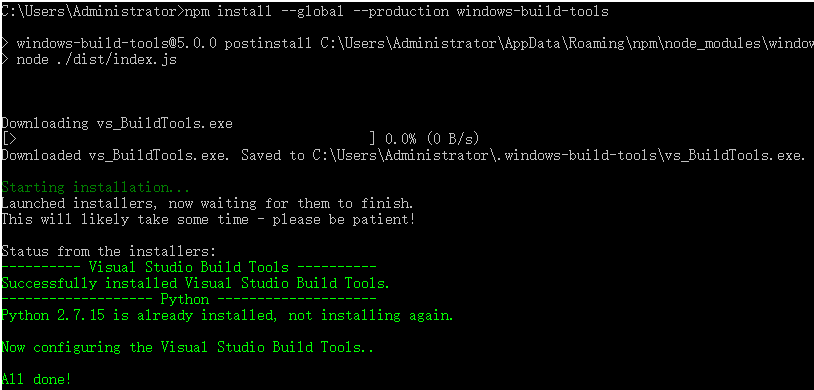 C:\Users\Administrator>npm install --global --production windows-build-tools
> windows-build-tools@5.0.0 postinstall C:\Users\Administrator\AppData\Roaming\npm\node_modules\window
> node ./dist/index.js
Downloading vs_BuildTools.exe
[>                                             ] 0.0% (0 B/s)
Downloaded vs_BuildTools.exe. Saved to C:\Users\Administrator\.windows-build-tools\vs_BuildTools.exe.
Starting installation...
Launched installers, now waiting for them to finish.
This will likely take some time - please be patient!
Status from the installers:
---------- Visual Studio Build Tools ----------
Successfully installed Visual Studio Build Tools.
------------------- Python --------------------
Python 2.7.15 is already installed, not installing again.
Now configuring the Visual Studio Build Tools..
All done!